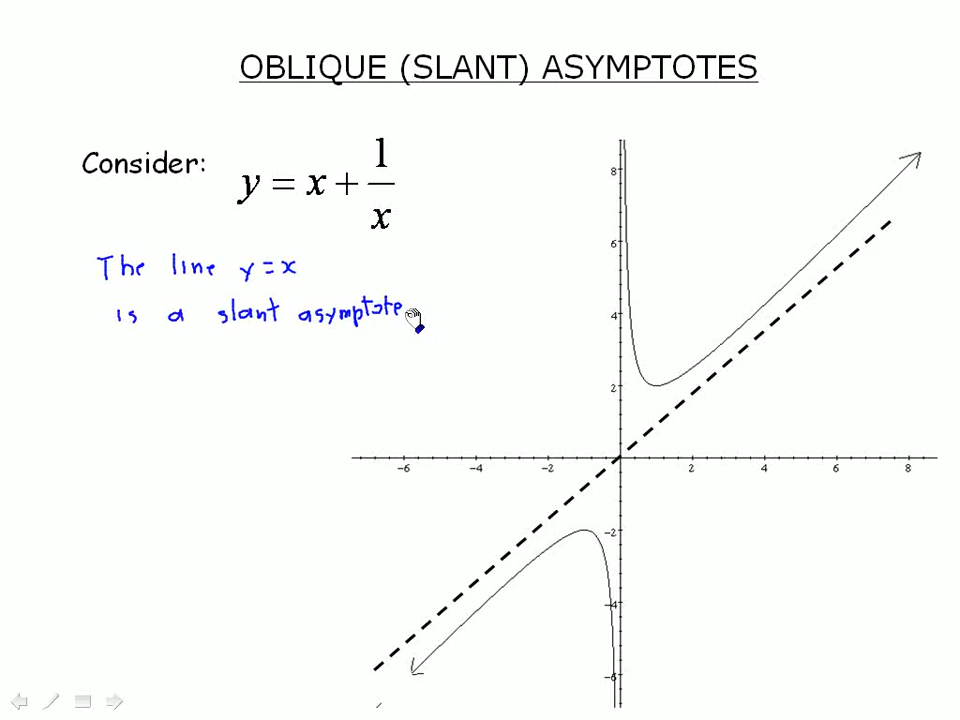 OBLIQUE (SLANT) ASYMPTOTES
Consider:
y = x + 1/x
The line y = x
is a slant asymptote
8
6
4
2
-6 -4 -2 2 4 6 8
-2
-4
-6